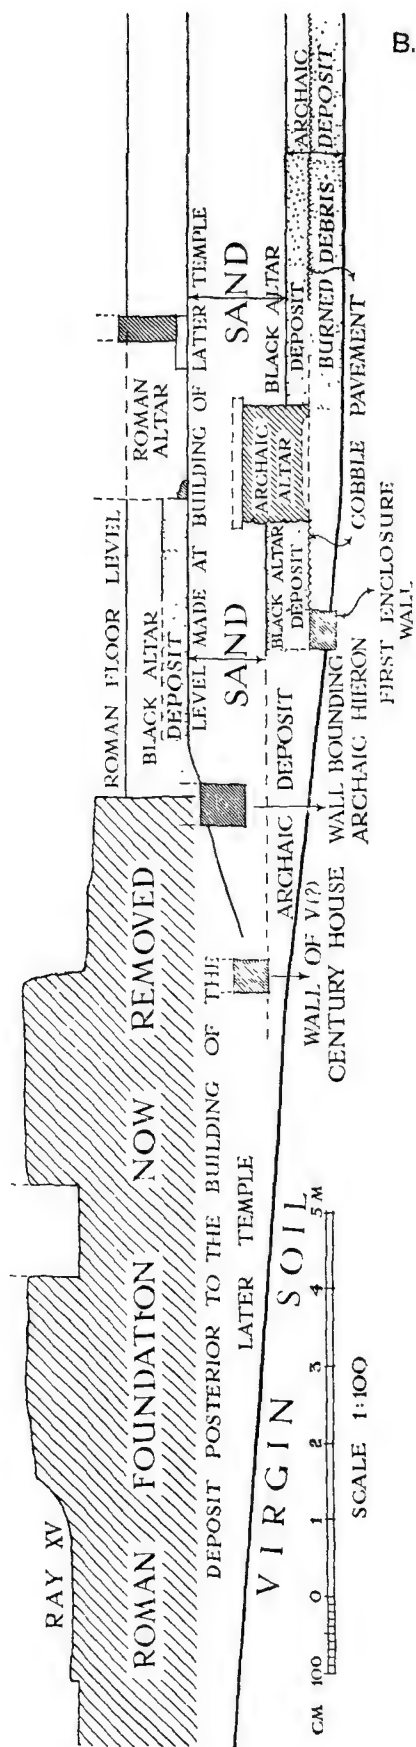 B.
RAY XV
ROMAN FOUNDATION NOW REMOVED
ROMAN FLOOR LEVEL
ROMAN
ALTAR
BLACK ALTAR
DEPOSIT
LEVEL MADE AT BUILDING OF LATER TEMPLE
SAND
SAND
DEPOSIT POSTERIOR TO THE BUILDING OF THE
LATER TEMPLE
ARCHAIC
ALTAR
BLACK ALTAR
DEPOSIT
BLACK ALTAR
DEPOSIT
ARCHAIC
DEPOSIT
BURNED DEBRIS
ARCHAIC DEPOSIT
COBBLE PAVEMENT
FIRST ENCLOSURE
WALL
WALL BOUNDING
ARCHAIC HIERON
WALL OF VI(?)
CENTURY HOUSE
VIRGIN SOIL
CM 100 0 1 2 3 4 5 M
SCALE 1:100